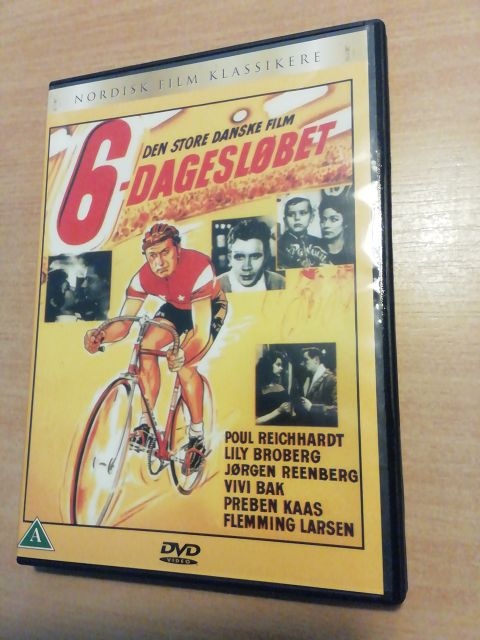 NORDISK FILM KLASSIKERE
DEN STORE DANSKE FILM
6-DAGESLØBET
POUL REICHHARDT
LILY BROBERG
JØRGEN REENBERG
VIVI BAK
PREBEN KAAS
FLEMMING LARSEN
A
DVD
VIDEO